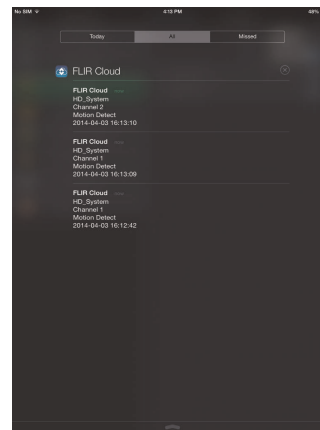 No SIM 4:13 PM 48%
Today All Missed
FLIR Cloud
FLIR Cloud
HD_System
Channel 2
Motion Detect
2014-04-03 16:13:10
FLIR Cloud
HD_System
Channel 1
Motion Detect
2014-04-03 16:13:09
FLIR Cloud
HD_System
Channel 1
Motion Detect
2014-04-03 16:12:42